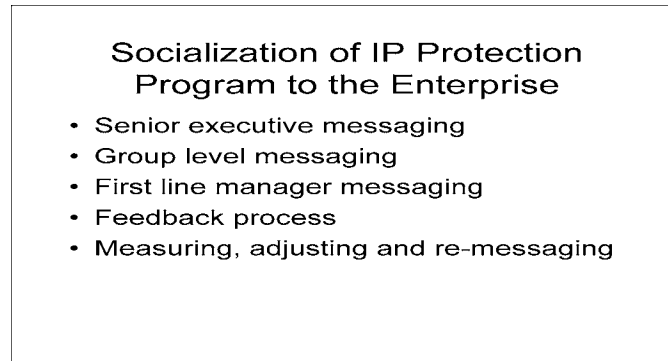 Socialization of IP Protection
Program to the Enterprise
• Senior executive messaging
• Group level messaging
• First line manager messaging
• Feedback process
• Measuring, adjusting and re-messaging